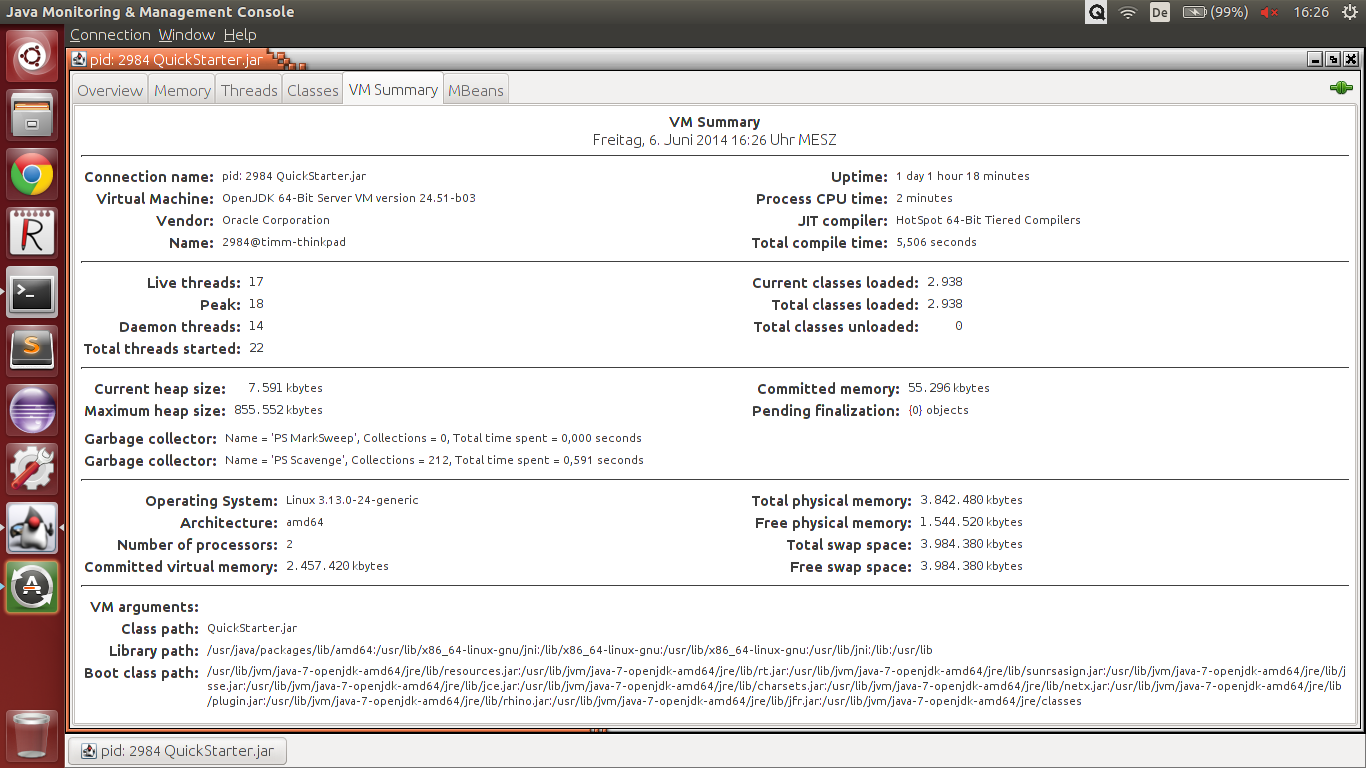 Java Monitoring & Management Console
De
(99%)
16:26
Connection Window Help
pid: 2984 QuickStarter.jar
Overview Memory Threads Classes VM Summary MBeans
VM Summary
Freitag, 6. Juni 2014 16:26 Uhr MESZ
Connection name: pid: 2984 QuickStarter.jar
Uptime: 1 day 1 hour 18 minutes
Virtual Machine: OpenJDK 64-Bit Server VM version 24.51-b03
Process CPU time: 2 minutes
Vendor: Oracle Corporation
JIT compiler: HotSpot 64-Bit Tiered Compilers
Name: 2984@timm-thinkpad
Total compile time: 5,506 seconds
Live threads: 17
Current classes loaded: 2.938
Peak: 18
Total classes loaded: 2.938
Daemon threads: 14
Total classes unloaded: 0
Total threads started: 22
Current heap size: 7.591 kbytes
Committed memory: 55.296 kbytes
Maximum heap size: 855.552 kbytes
Pending finalization: {0} objects
Garbage collector: Name = 'PS MarkSweep', Collections = 0, Total time spent = 0,000 seconds
Garbage collector: Name = 'PS Scavenge', Collections = 212, Total time spent = 0,591 seconds
Operating System: Linux 3.13.0-24-generic
Total physical memory: 3.842.480 kbytes
Architecture: amd64
Free physical memory: 1.544.520 kbytes
Number of processors: 2
Total swap space: 3.984.380 kbytes
Committed virtual memory: 2.457.420 kbytes
Free swap space: 3.984.380 kbytes
VM arguments:
Class path: QuickStarter.jar
Library path: /usr/java/packages/lib/amd64:/usr/lib/x86_64-linux-gnu/jni:/lib/x86_64-linux-gnu:/usr/lib/x86_64-linux-gnu:/usr/lib/jni:/lib:/usr/lib
Boot class path: /usr/lib/jvm/java-7-openjdk-amd64/jre/lib/resources.jar:/usr/lib/jvm/java-7-openjdk-amd64/jre/lib/rt.jar:/usr/lib/jvm/java-7-openjdk-amd64/jre/lib/sunrsasign.jar:/usr/lib/jvm/java-7-openjdk-amd64/jre/lib/j
sse.jar:/usr/lib/jvm/java-7-openjdk-amd64/jre/lib/jce.jar:/usr/lib/jvm/java-7-openjdk-amd64/jre/lib/charsets.jar:/usr/lib/jvm/java-7-openjdk-amd64/jre/lib/netx.jar:/usr/lib/jvm/java-7-openjdk-amd64/jre/lib
/plugin.jar:/usr/lib/jvm/java-7-openjdk-amd64/jre/lib/rhino.jar:/usr/lib/jvm/java-7-openjdk-amd64/jre/lib/jfr.jar:/usr/lib/jvm/java-7-openjdk-amd64/jre/classes
pid: 2984 QuickStarter.jar